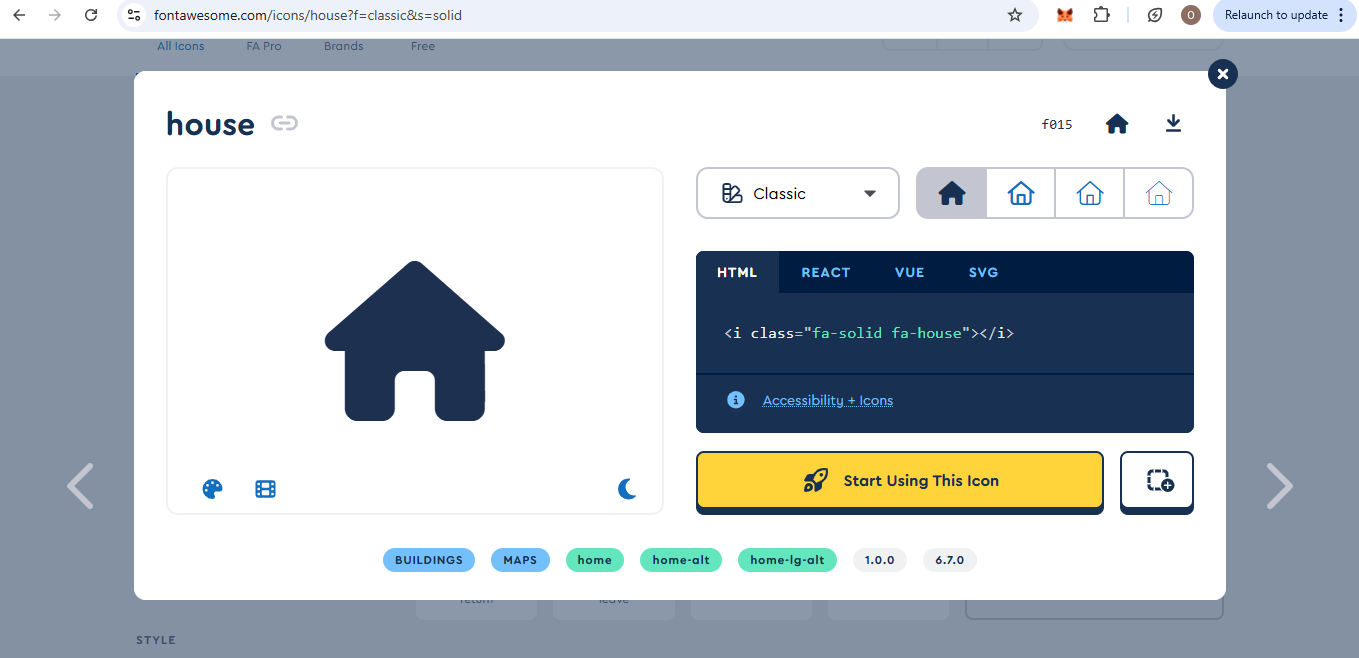 fontawesome.com/icons/house?f=classic&s=solid
O
Relaunch to update
All Icons
FA Pro
Brands
Free
house
f015
Classic
HTML
REACT
VUE
SVG
<i class="fa-solid fa-house"></i>
Accessibility + Icons
Start Using This Icon
BUILDINGS
MAPS
home
home-alt
home-lg-alt
1.0.0
6.7.0
return
leave
STYLE